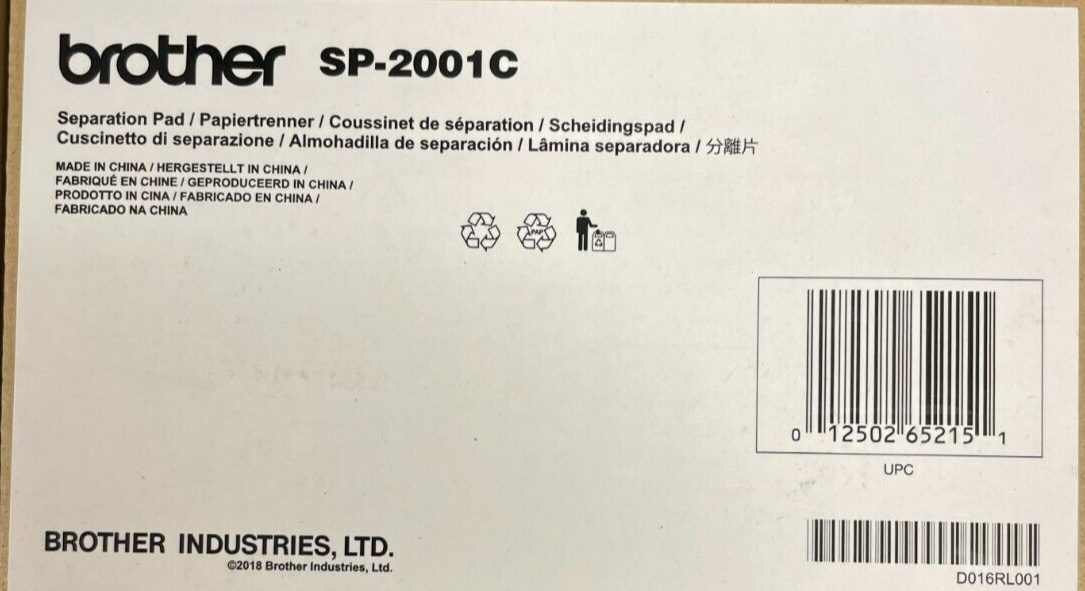 brother SP-2001C
Separation Pad / Papiertrenner / Coussinet de séparation / Scheidingspad /
Cuscinetto di separazione / Almohadilla de separación / Lâmina separadora / 分離片
MADE IN CHINA / HERGESTELLT IN CHINA /
FABRIQUÉ EN CHINE / GEPRODUCEERD IN CHINA /
PRODOTTO IN CINA / FABRICADO EN CHINA /
FABRICADO NA CHINA
PAP
0 12502 65215 1
UPC
BROTHER INDUSTRIES, LTD.
©2018 Brother Industries, Ltd.
D016RL001